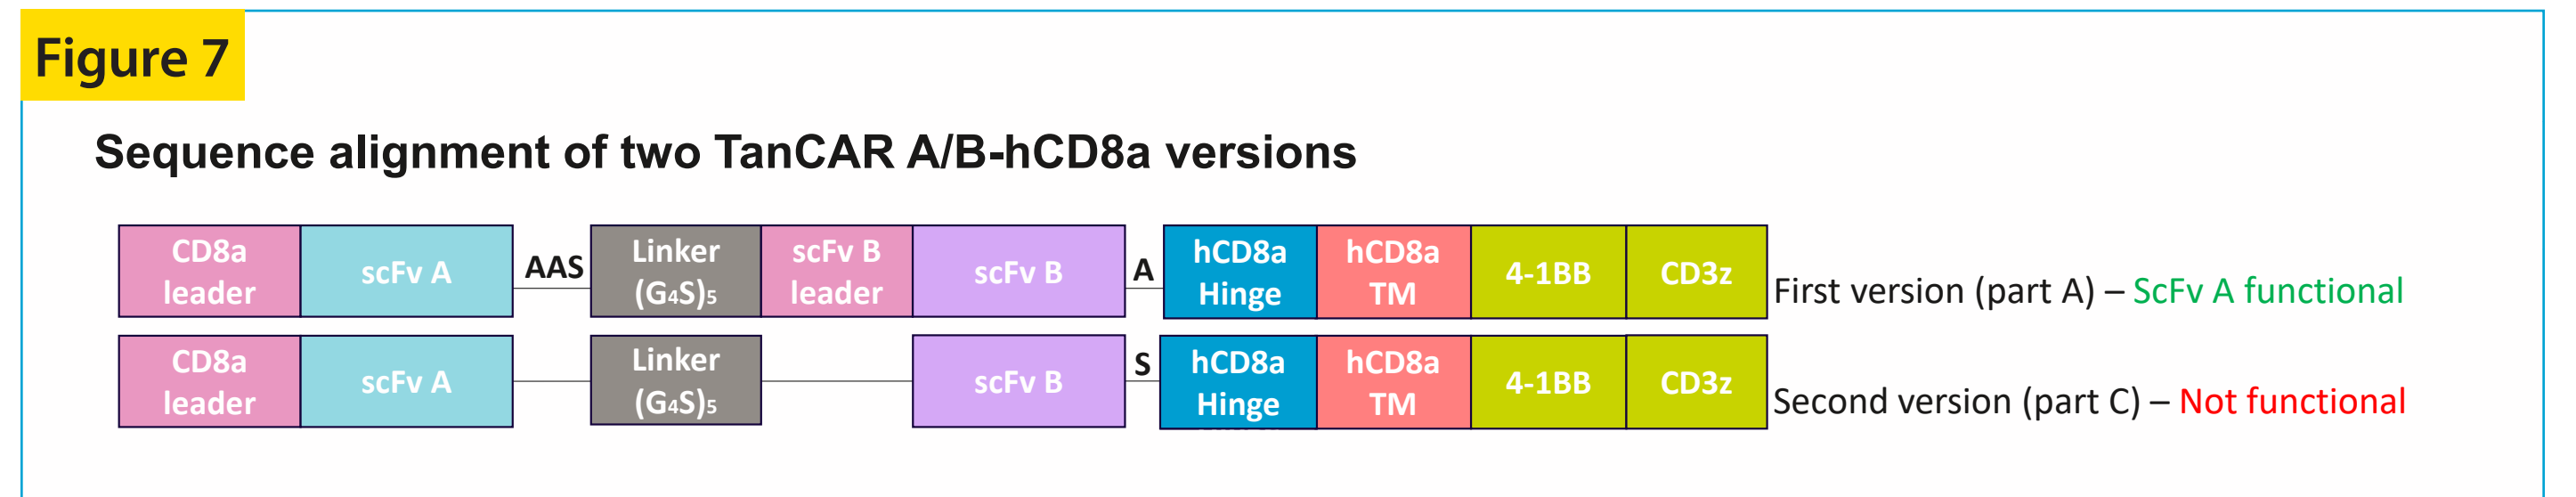 Figure 7
Sequence alignment of two TanCAR A/B-hCD8a versions
CD8a
leader
scFv A
AAS
Linker
(G4S)5
scFv B
leader
scFv B
A
hCD8a
Hinge
hCD8a
TM
4-1BB
CD3z
First version (part A) – ScFv A functional
CD8a
leader
scFv A
Linker
(G4S)5
scFv B
S
hCD8a
Hinge
hCD8a
TM
4-1BB
CD3z
Second version (part C) – Not functional